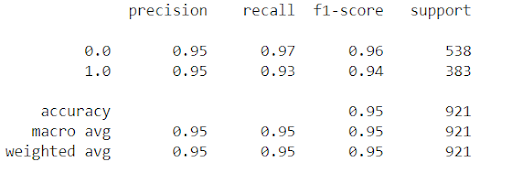 precision recall f1-score support
0.0 0.95 0.97 0.96 538
1.0 0.95 0.93 0.94 383
accuracy 0.95 921
macro avg 0.95 0.95 0.95 921
weighted avg 0.95 0.95 0.95 921